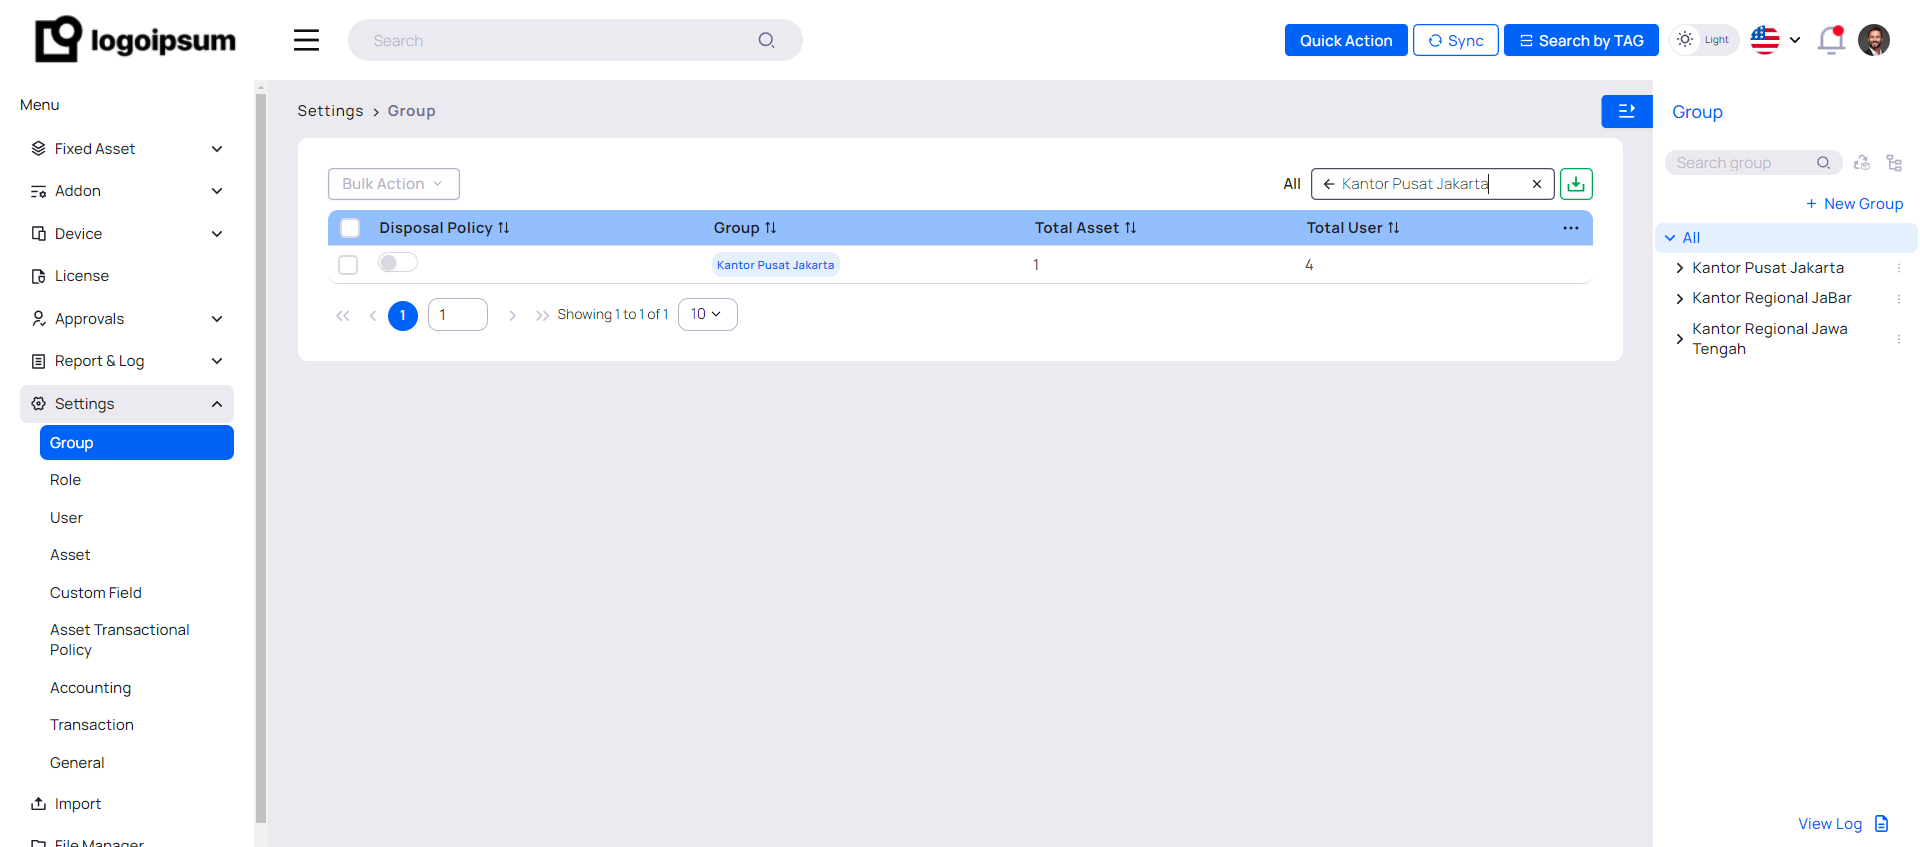 logoipsum
Search
Quick Action
Sync
Search by TAG
Light
Menu
Fixed Asset
Addon
Device
License
Approvals
Report & Log
Settings
Group
Role
User
Asset
Custom Field
Asset Transactional
Policy
Accounting
Transaction
General
Import
File Manager
Settings > Group
Bulk Action
All
Kantor Pusat Jakarta
Disposal Policy Group Total Asset Total User
Kantor Pusat Jakarta 1 4
1 1 Showing 1 to 1 of 1 10
Group
Search group
+ New Group
All
Kantor Pusat Jakarta
Kantor Regional JaBar
Kantor Regional Jawa
Tengah
View Log